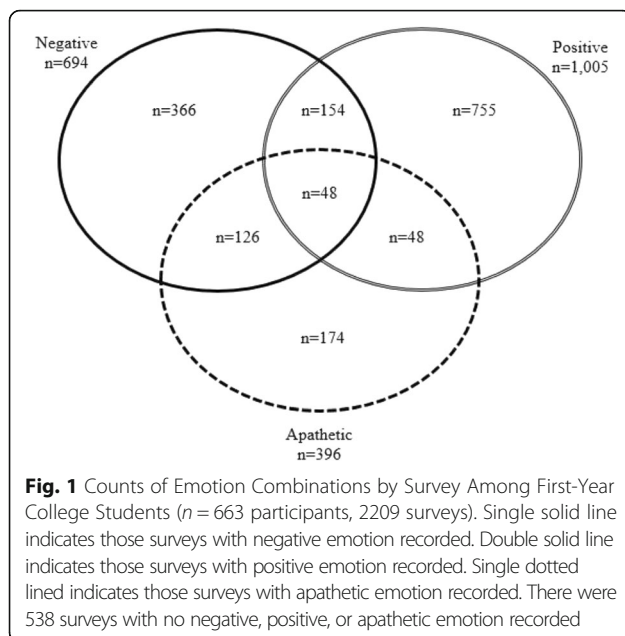 Negative
n=694
Positive
n=1,005
n=366
n=154
n=755
n=48
n=126
n=48
n=174
Apathetic
n=396
Fig. 1 Counts of Emotion Combinations by Survey Among First-Year
College Students (n = 663 participants, 2209 surveys). Single solid line
indicates those surveys with negative emotion recorded. Double solid line
indicates those surveys with positive emotion recorded. Single dotted
lined indicates those surveys with apathetic emotion recorded. There were
538 surveys with no negative, positive, or apathetic emotion recorded